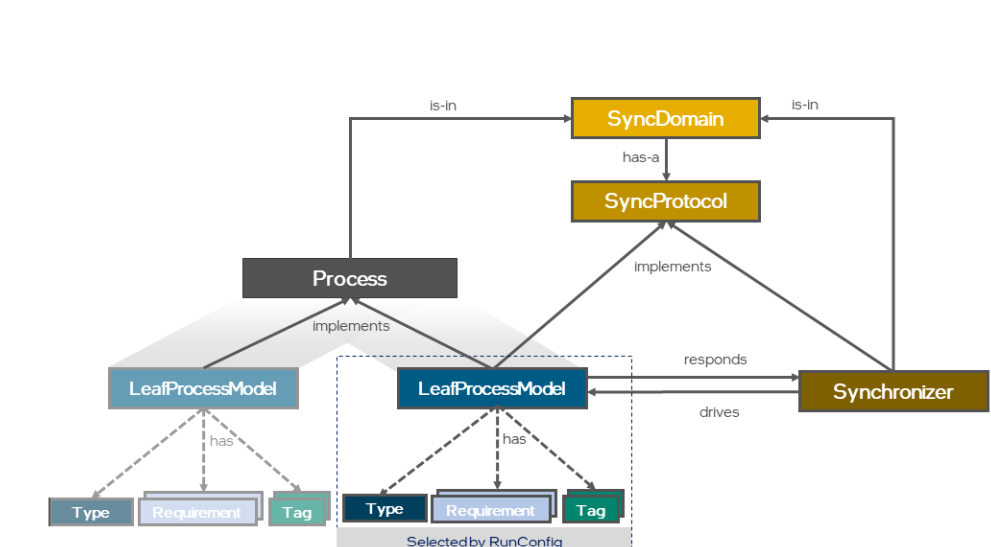 is-in
SyncDomain
is-in
has-a
SyncProtocol
implements
Process
implements
LeafProcessModel
LeafProcessModel
responds
Synchronizer
drives
has
has
Type
Requirement
Tag
Type
Requirement
Tag
Selected by RunConfig